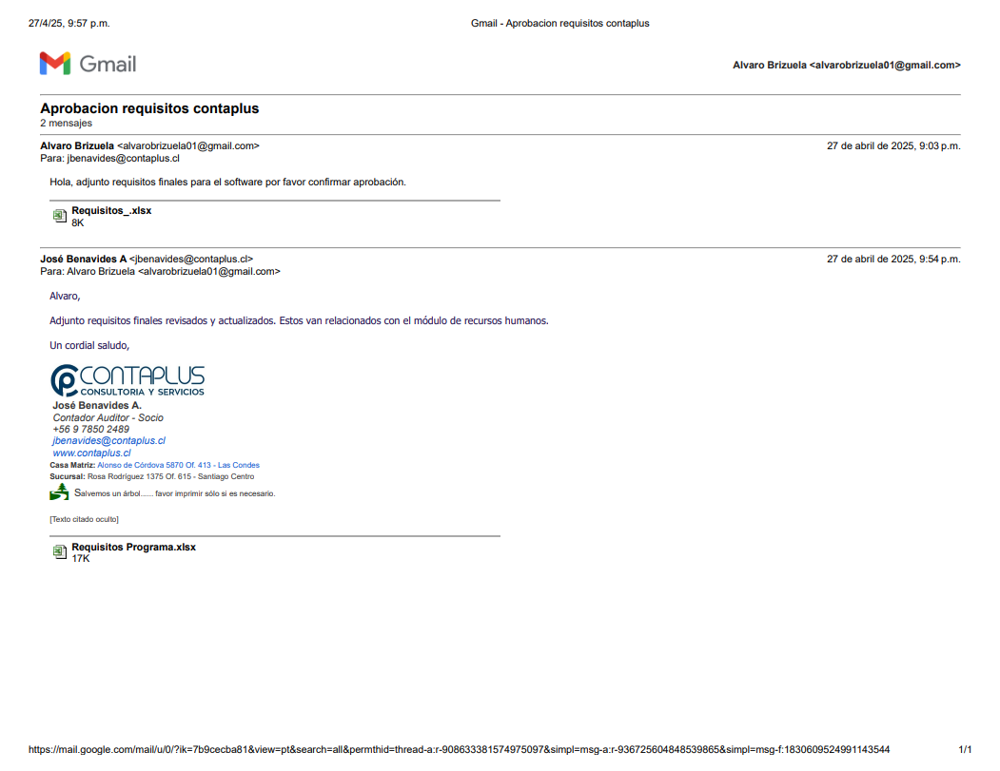 27/4/25, 9:57 p.m.
Gmail - Aprobacion requisitos contaplus
Gmail
Alvaro Brizuela <alvarobrizuela01@gmail.com>
Aprobacion requisitos contaplus
2 mensajes
Alvaro Brizuela <alvarobrizuela01@gmail.com>
27 de abril de 2025, 9:03 p.m.
Para: jbenavides@contaplus.cl
Hola, adjunto requisitos finales para el software por favor confirmar aprobación.
Requisitos_.xlsx
8K
José Benavides A <jbenavides@contaplus.cl>
27 de abril de 2025, 9:54 p.m.
Para: Alvaro Brizuela <alvarobrizuela01@gmail.com>
Alvaro,
Adjunto requisitos finales revisados y actualizados. Estos van relacionados con el módulo de recursos humanos.
Un cordial saludo,
CONTAPLUS
CONSULTORIA Y SERVICIOS
José Benavides A.
Contador Auditor - Socio
+56 9 7850 2489
jbenavides@contaplus.cl
www.contaplus.cl
Casa Matriz: Alonso de Córdova 5870 Of. 413 - Las Condes
Sucursal: Rosa Rodríguez 1375 Of. 615 - Santiago Centro
Salvemos un árbol...... favor imprimir sólo si es necesario.
[Texto citado oculto]
Requisitos Programa.xlsx
17K
https://mail.google.com/mail/u/0/?ik=7b9cecba81&view=pt&search=all&permthid=thread-a:r-908633381574975097&simpl=msg-a:r-936725604848539865&simpl=msg-f:1830609524991143544
1/1